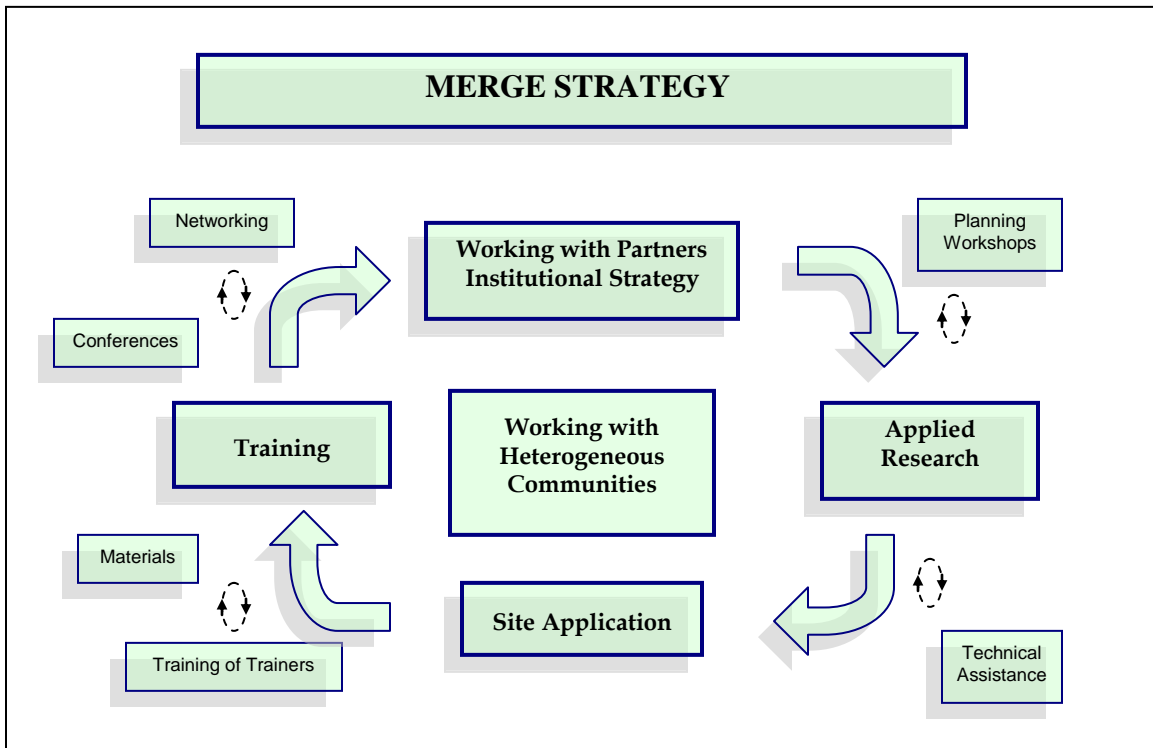 MERGE STRATEGY
Networking
Planning
Workshops
Working with Partners
Institutional Strategy
Conferences
Training
Working with
Heterogeneous
Communities
Applied
Research
Materials
Site Application
Training of Trainers
Technical
Assistance